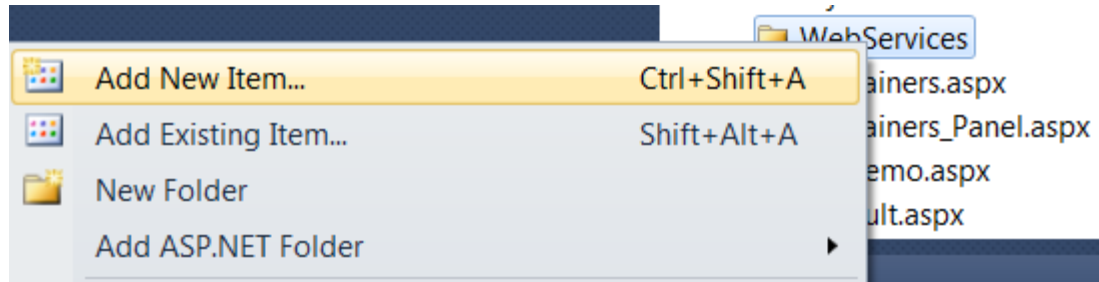 WebServices
Add New Item... Ctrl+Shift+A
ainers.aspx
Add Existing Item... Shift+Alt+A
ainers_Panel.aspx
New Folder
emo.aspx
Add ASP.NET Folder
ult.aspx